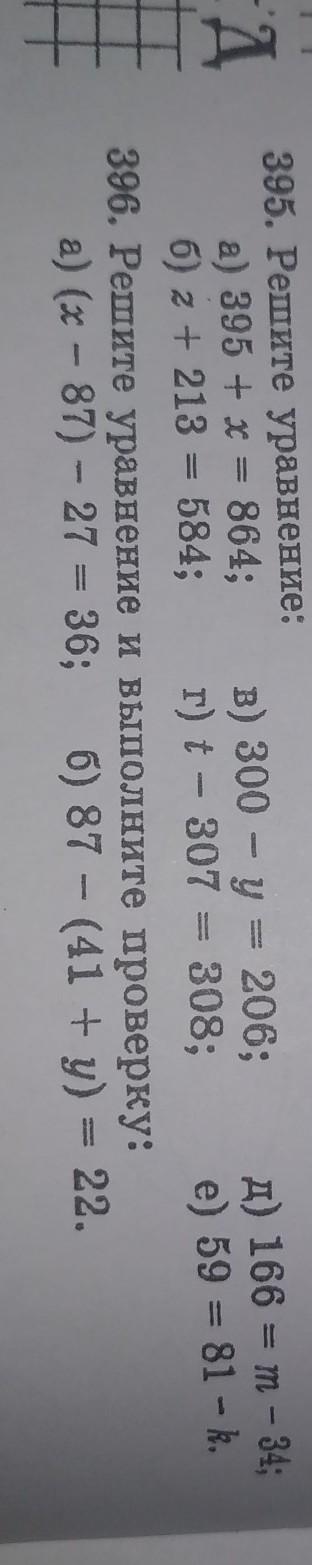 395. Решите уравнение:
а) 395 + x = 864; в) 300 − y = 206; д) 166 = m − 34;
б) z + 213 = 584; г) t − 307 = 308; е) 59 = 81 − k.
396. Решите уравнение и выполните проверку:
а) (x − 87) − 27 = 36; б) 87 − (41 + y) = 22.